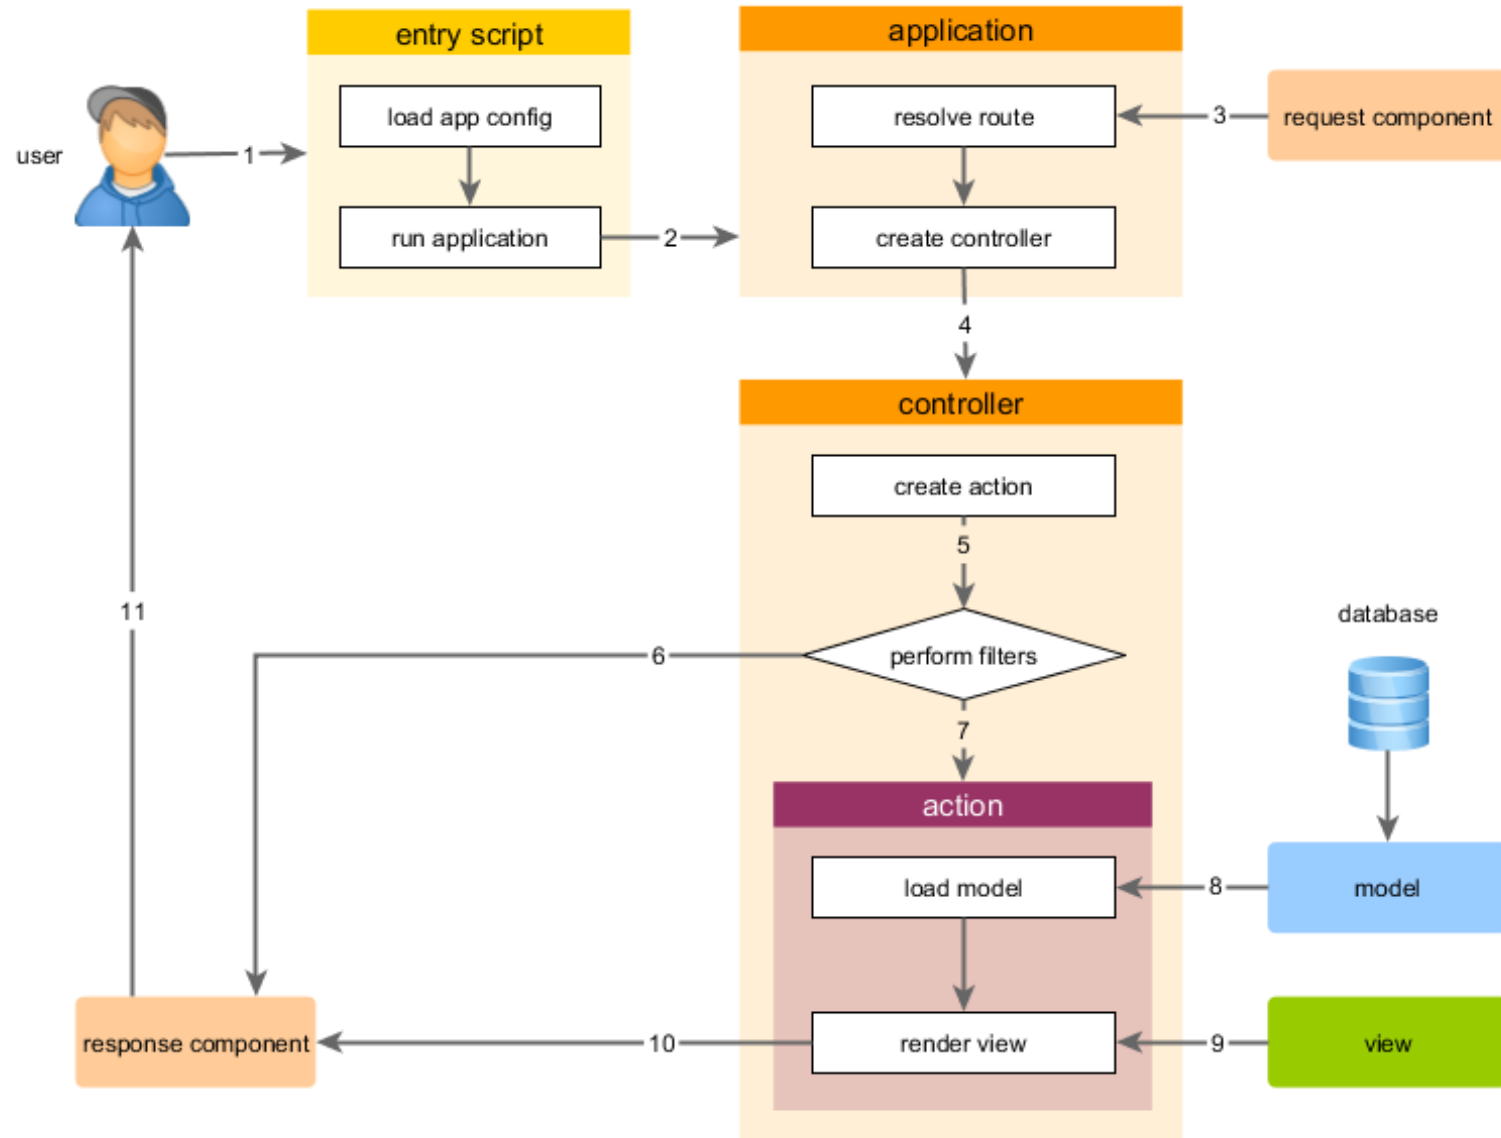 entry script
application
load app config
resolve route
3
request component
user
1
run application
2
create controller
4
controller
create action
5
11
database
6
perform filters
7
action
load model
8
model
response component
10
render view
9
view